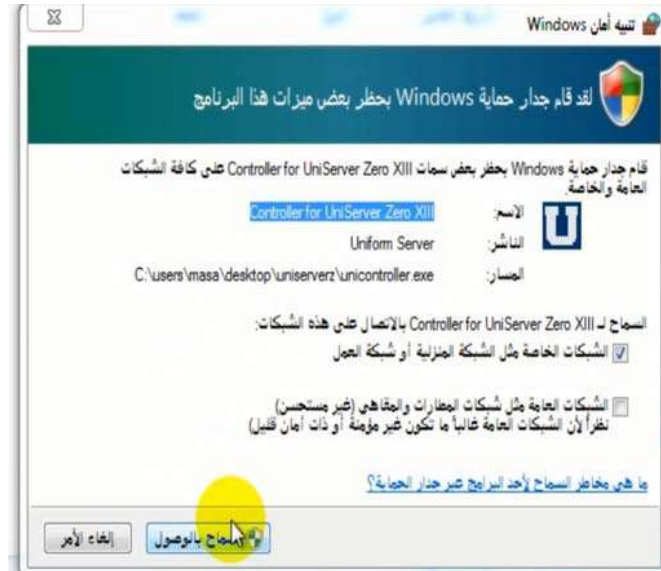 تنبيه أمان Windows
لقد قام جدار حماية Windows بحظر بعض ميزات هذا البرنامج
قام جدار حماية Windows بحظر بعض سمات Controller for UniServer Zero XIII على كافة الشبكات
العامة والخاصة.
الاسم: Controller for UniServer Zero XIII
الناشر: Uniform Server
المسار: C:\users\masa\desktop\uniserverz\unicontroller.exe
السماح لـ Controller for UniServer Zero XIII بالاتصال على هذه الشبكات:
الشبكات الخاصة مثل الشبكة المنزلية أو شبكة العمل
الشبكات العامة مثل شبكات المطارات والمقاهي (غير مستحسن)
نظراً لأن الشبكات العامة غالباً ما تكون غير مؤمنة أو ذات أمان قليل)
ما هي مخاطر السماح لأحد البرامج عبر جدار الحماية؟
السماح بالوصول
إلغاء الأمر